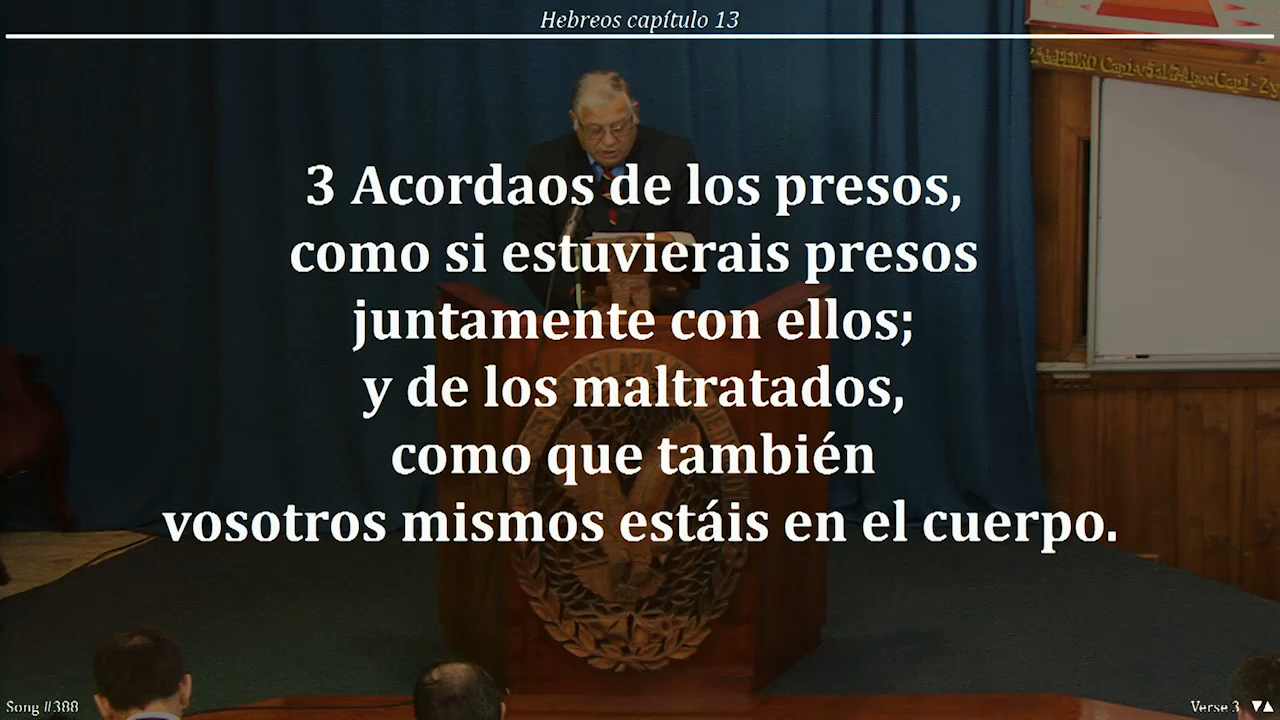 Hebreos capítulo 13
3 Acordaos de los presos,
como si estuvierais presos
juntamente con ellos;
y de los maltratados,
como que también
vosotros mismos estáis en el cuerpo.
Song #388
Verse 3 ▼▲